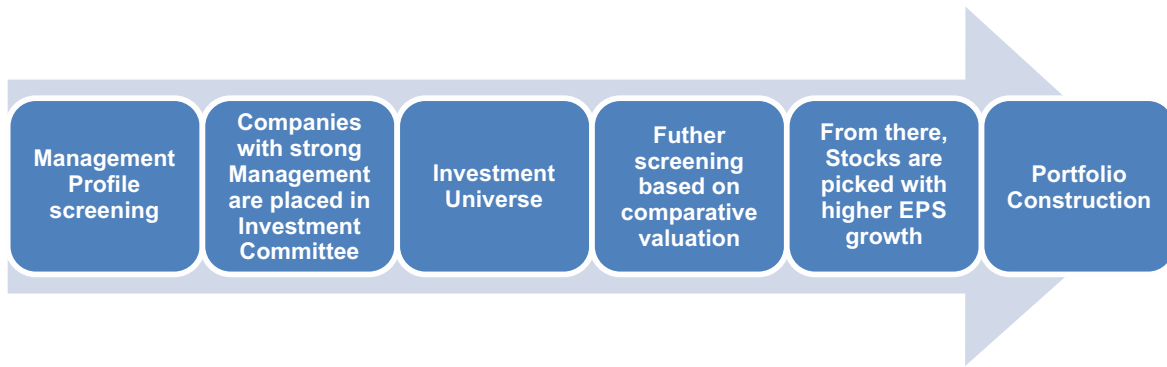 Management
Profile
screening
Companies
with strong
Management
are placed in
Investment
Committee
Investment
Universe
Futher
screening
based on
comparative
valuation
From there,
Stocks are
picked with
higher EPS
growth
Portfolio
Construction